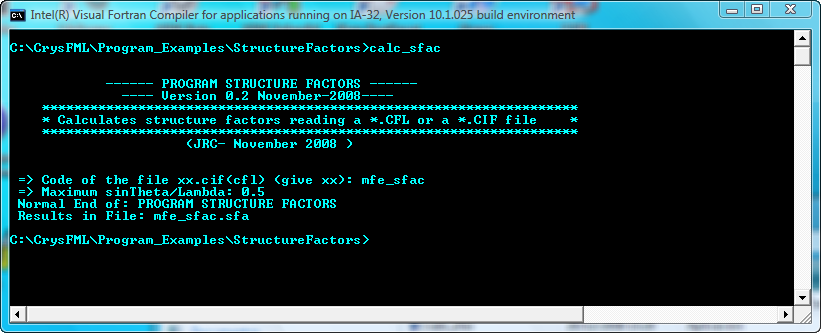 Intel(R) Visual Fortran Compiler for applications running on IA-32, Version 10.1.025 build environment
C:\CrysFML\Program_Examples\StructureFactors>calc_sfac
------ PROGRAM STRUCTURE FACTORS ------
---- Version 0.2 November-2008----
******************************************************************
* Calculates structure factors reading a *.CFL or a *.CIF file    *
******************************************************************
(JRC- November 2008 )
=> Code of the file xx.cif(cfl) (give xx): mfe_sfac
=> Maximum sinTheta/Lambda: 0.5
Normal End of: PROGRAM STRUCTURE FACTORS
Results in File: mfe_sfac.sfa
C:\CrysFML\Program_Examples\StructureFactors>